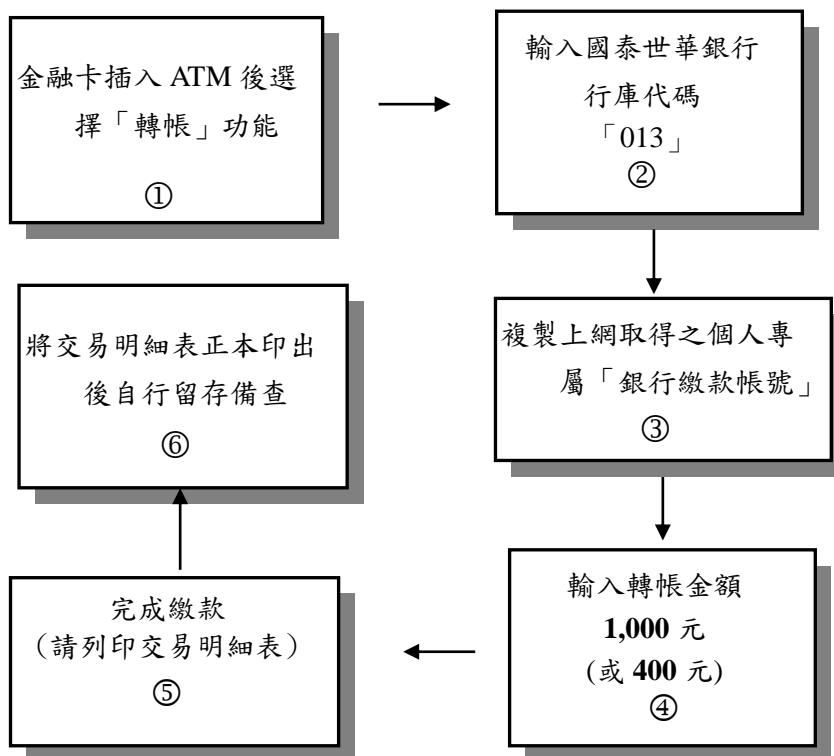 金融卡插入 ATM 後選
擇「轉帳」功能
①
輸入國泰世華銀行
行庫代碼
「013」
②
複製上網取得之個人專
屬「銀行繳款帳號」
③
輸入轉帳金額
1,000 元
(或 400 元)
④
完成繳款
(請列印交易明細表)
⑤
將交易明細表正本印出
後自行留存備查
⑥